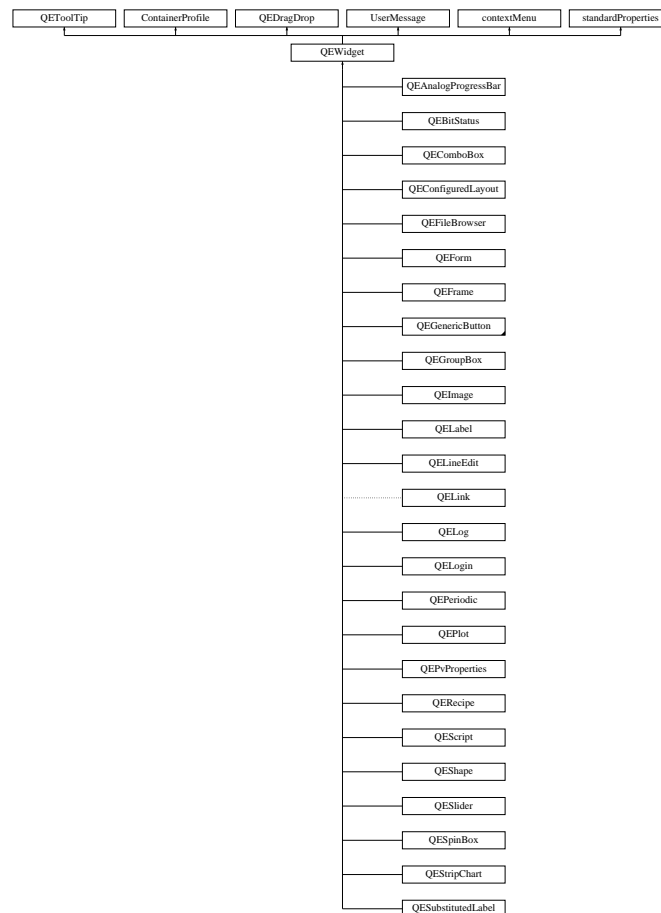 QEToolTip ContainerProfile QEDragDrop UserMessage contextMenu standardProperties
QEWidget
QEAnalogProgressBar
QEBitStatus
QEComboBox
QEConfiguredLayout
QEFileBrowser
QEForm
QEFrame
QEGenericButton
QEGroupBox
QEImage
QELabel
QELineEdit
QELink
QELog
QELogin
QEPeriodic
QEPlot
QEPvProperties
QERecipe
QEScript
QEShape
QESlider
QESpinBox
QEStripChart
QESubstitutedLabel